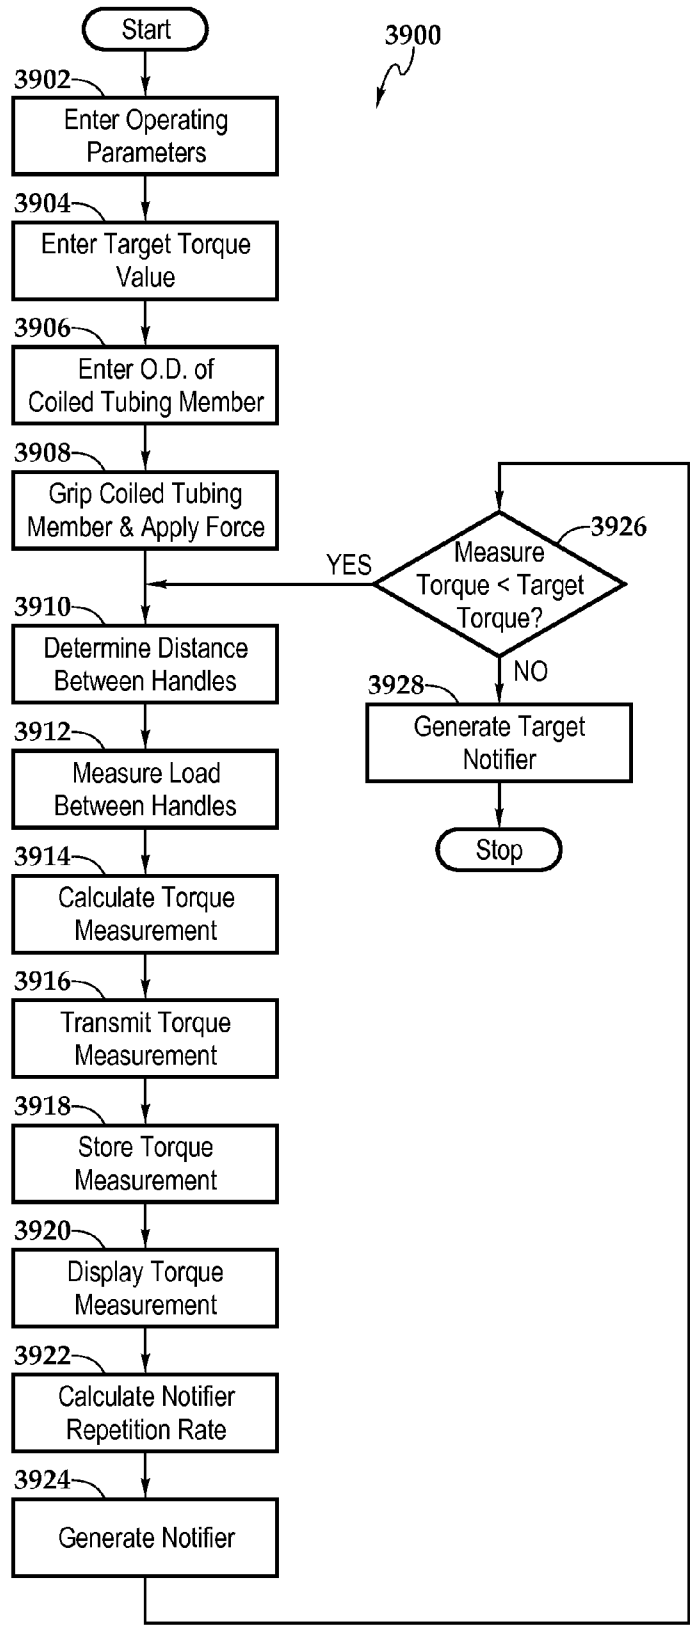 Start
3900
3902
Enter Operating
Parameters
3904
Enter Target Torque
Value
3906
Enter O.D. of
Coiled Tubing Member
3908
Grip Coiled Tubing
Member & Apply Force
3910
Determine Distance
Between Handles
3912
Measure Load
Between Handles
3914
Calculate Torque
Measurement
3916
Transmit Torque
Measurement
3918
Store Torque
Measurement
3920
Display Torque
Measurement
3922
Calculate Notifier
Repetition Rate
3924
Generate Notifier
3926
Measure
Torque < Target
Torque?
YES
NO
3928
Generate Target
Notifier
Stop